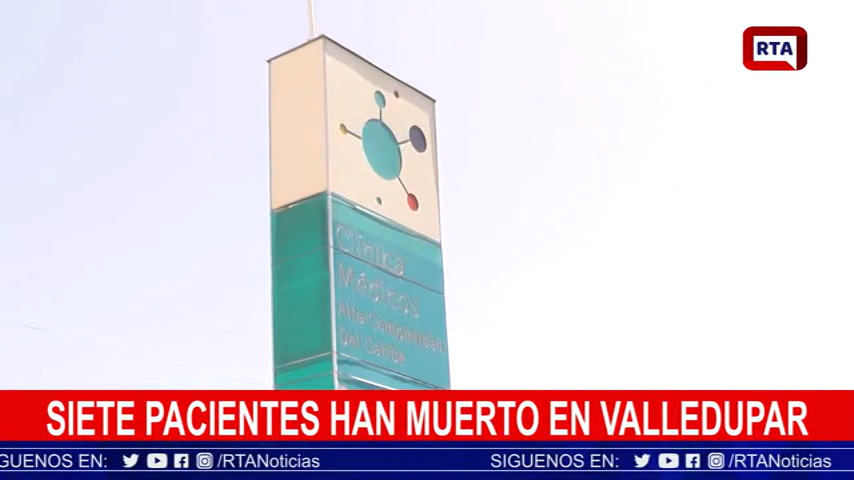 RTA
Clínica
Médicos
Alta Complejidad
Del Caribe
SIETE PACIENTES HAN MUERTO EN VALLEDUPAR
GUENOS EN: /RTANoticias SIGUENOS EN: /RTANoticias